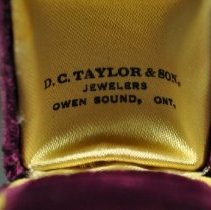 D. C. TAYLOR & SON,
JEWELERS
OWEN SOUND, ONT.